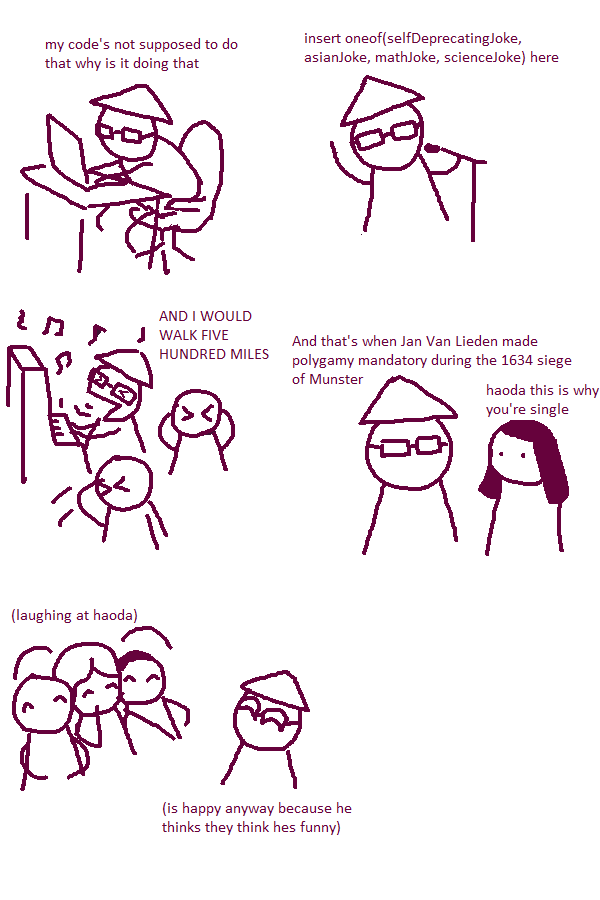 my code's not supposed to do
that why is it doing that
insert oneof(selfDeprecatingJoke,
asianJoke, mathJoke, scienceJoke) here
AND I WOULD
WALK FIVE
HUNDRED MILES
And that's when Jan Van Lieden made
polygamy mandatory during the 1634 siege
of Munster
haoda this is why
you're single
(laughing at haoda)
(is happy anyway because he
thinks they think hes funny)